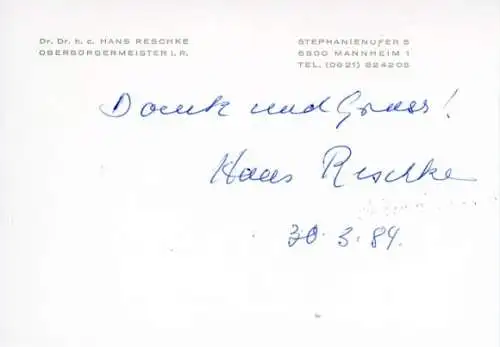 Dr. Dr. h. c. HANS RESCHKE
OBERBÜRGERMEISTER I. R.
STEPHANIENUFER 5
6800 MANNHEIM 1
TEL. (0621) 824205
Dank und Gruss!
Hans Reschke
30.3.84.